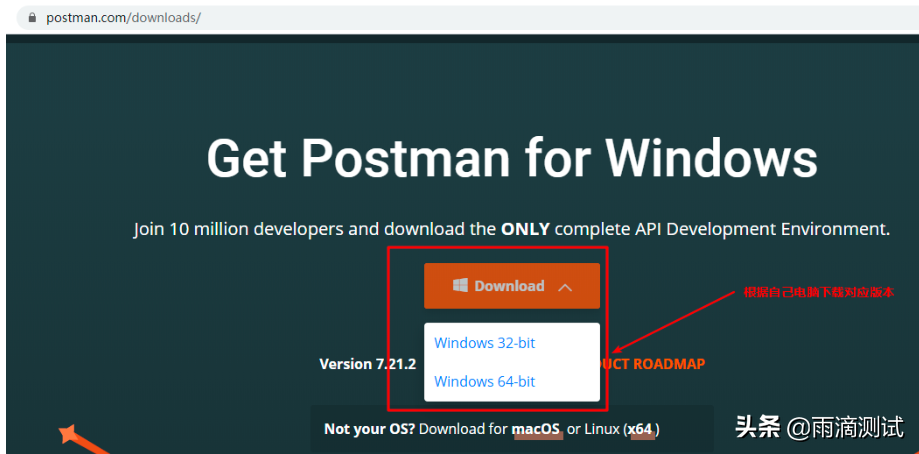 postman.com/downloads/
Get Postman for Windows
Join 10 million developers and download the ONLY complete API Development Environment.
Download
根据自己电脑下载对应版本
Windows 32-bit
Version 7.21.2
UCT ROADMAP
Windows 64-bit
Not your OS? Download for macOS or Linux (x64)
头条 @雨滴测试